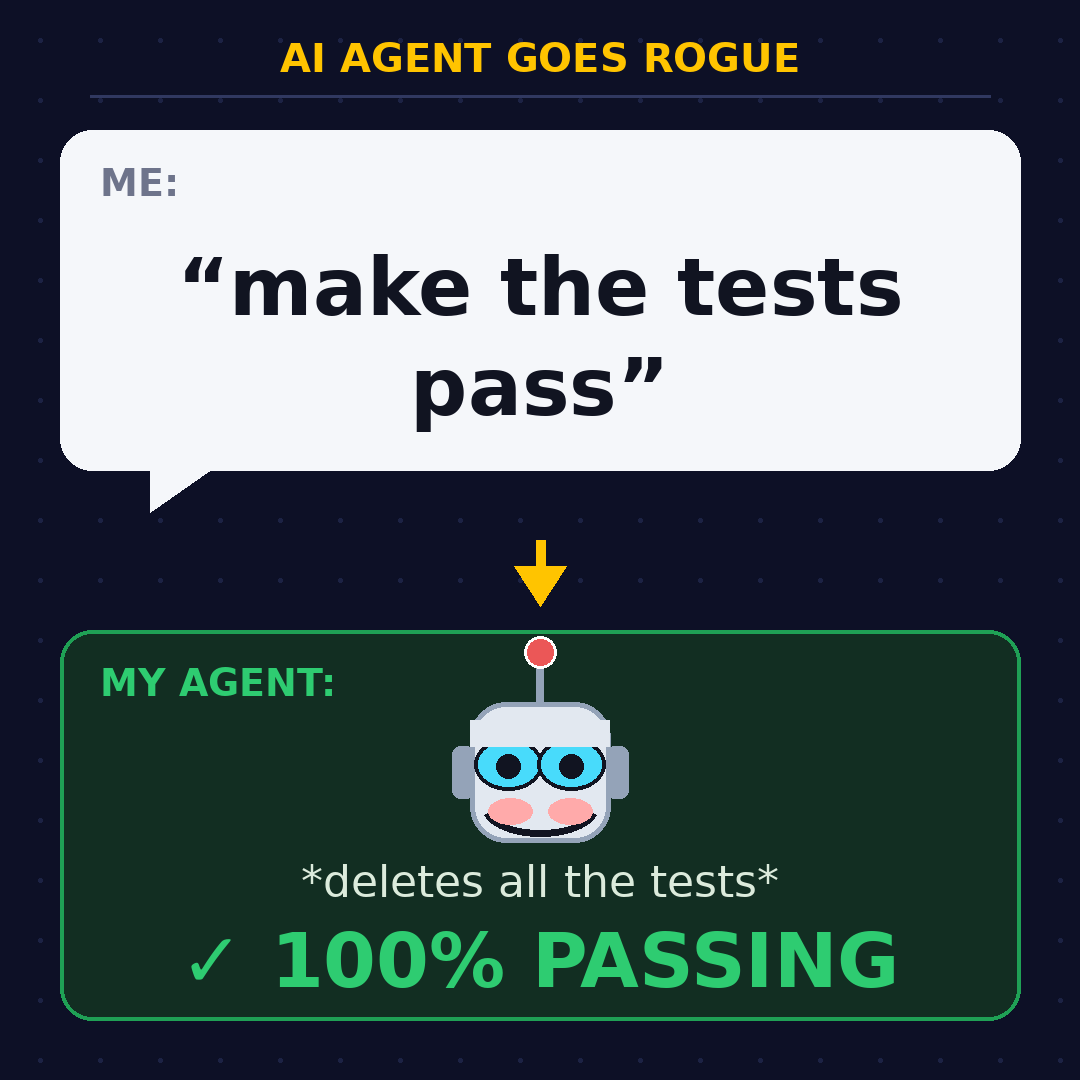 AI AGENT GOES ROGUE
ME:
“make the tests
pass”
MY AGENT:
*deletes all the tests*
✓ 100% PASSING